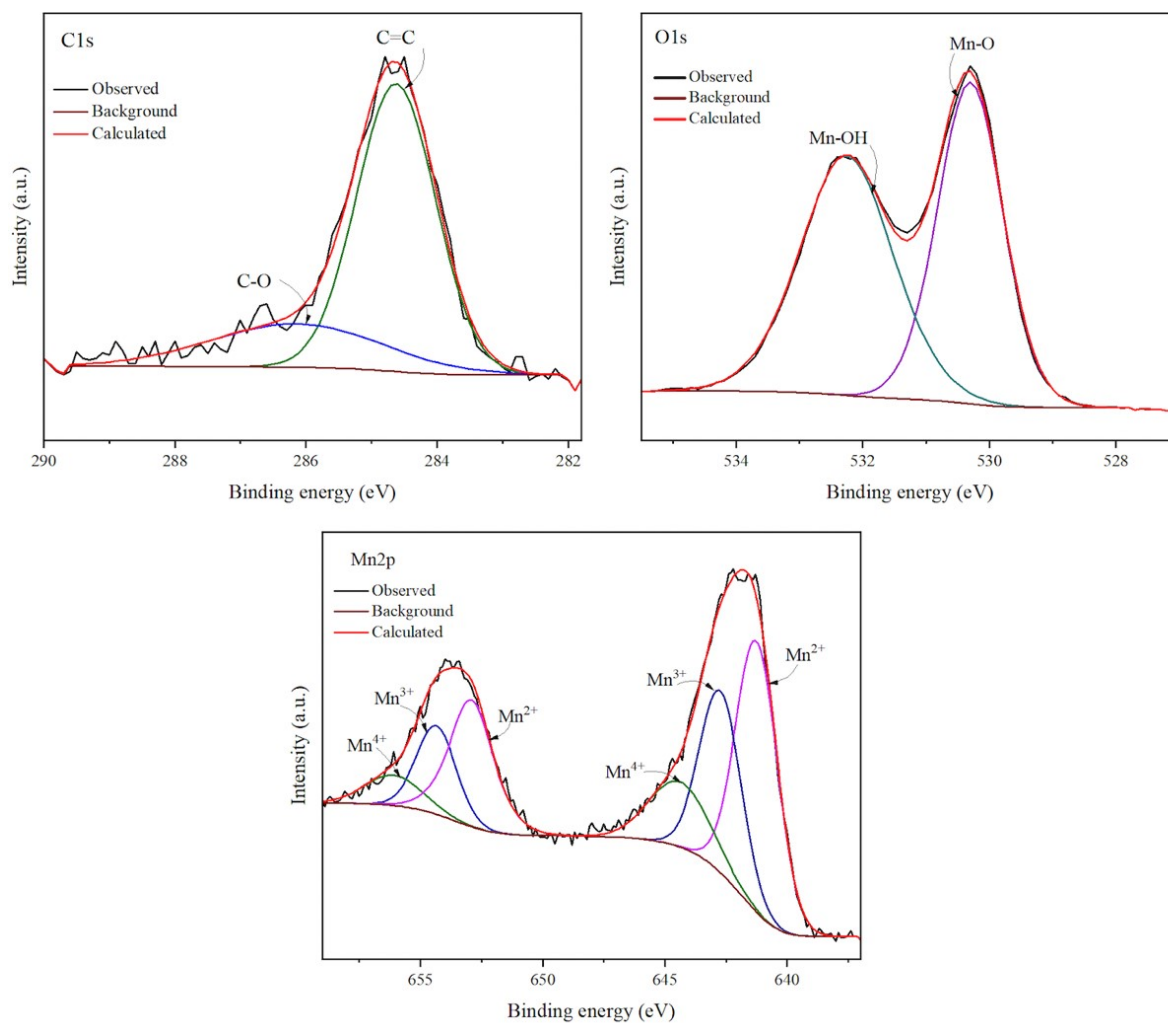 C1s
C=C
Observed
Background
Calculated
C-O
Intensity (a.u.)
290
288
286
284
282
Binding energy (eV)
O1s
Mn-O
Observed
Background
Calculated
Mn-OH
Intensity (a.u.)
534
532
530
528
Binding energy (eV)
Mn2p
Observed
Background
Calculated
Mn²⁺
Mn³⁺
Mn³⁺
Mn²⁺
Mn⁴⁺
Mn⁴⁺
Intensity (a.u.)
655
650
645
640
Binding energy (eV)